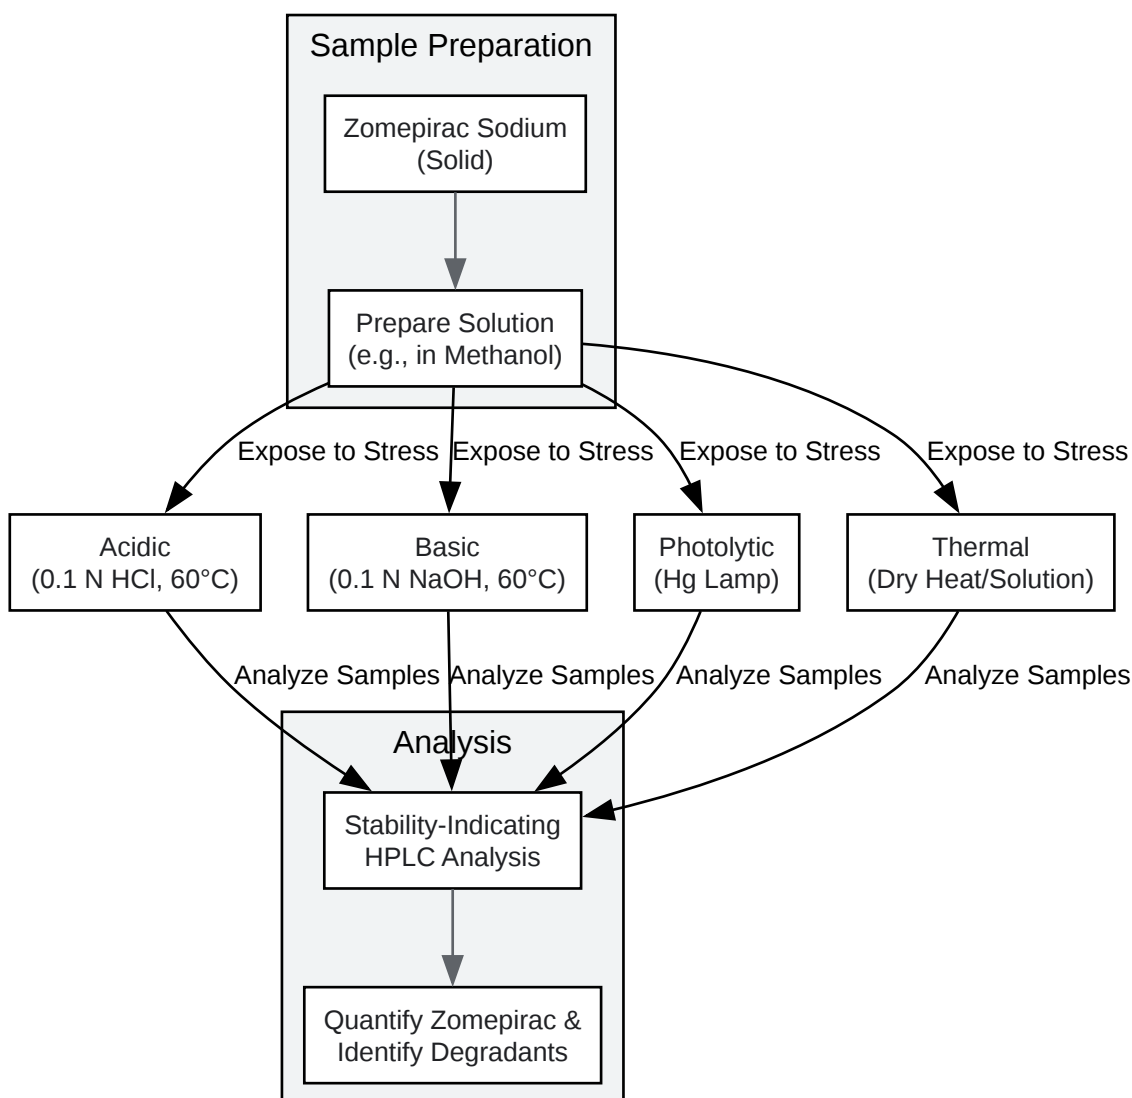 Sample Preparation
Zomepirac Sodium
(Solid)
Prepare Solution
(e.g., in Methanol)
Expose to Stress
Expose to Stress
Expose to Stress
Expose to Stress
Acidic
(0.1 N HCl, 60°C)
Basic
(0.1 N NaOH, 60°C)
Photolytic
(Hg Lamp)
Thermal
(Dry Heat/Solution)
Analyze Samples
Analyze Samples
Analyze Samples
Analyze Samples
Analysis
Stability-Indicating
HPLC Analysis
Quantify Zomepirac &
Identify Degradants